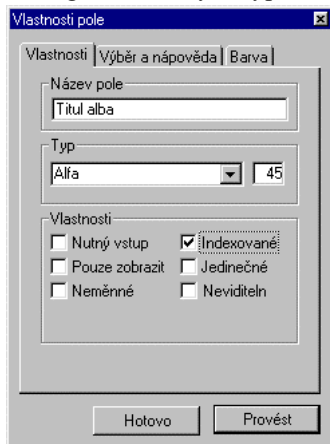 Vlastnosti pole
Vlastnosti Výběr a nápověda Barva
Název pole
Titul alba
Typ
Alfa 45
Vlastnosti
Nutný vstup Indexované
Pouze zobrazit Jedinečné
Neměnné Neviditeln
Hotovo Provést